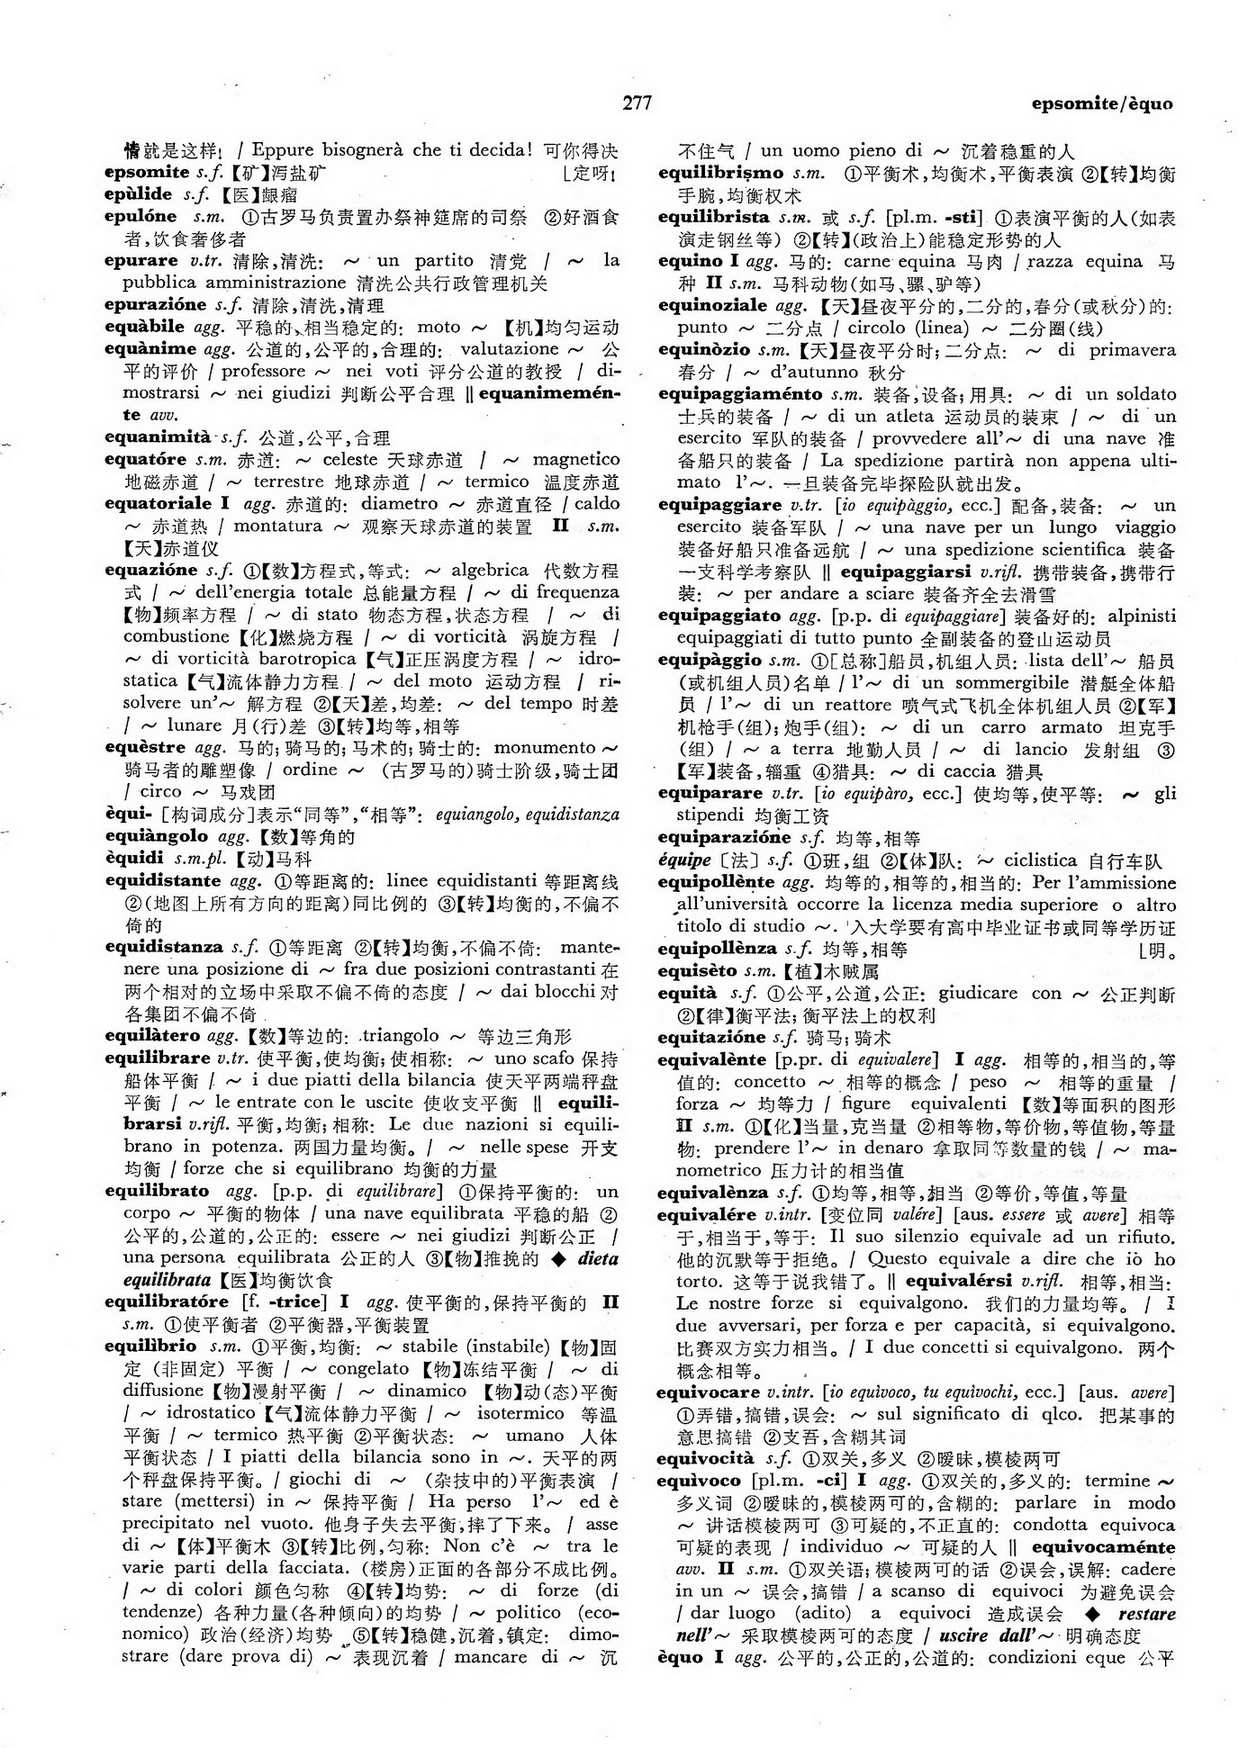 277
epsomite/èquo
情就是这样! / Eppure bisognerà che ti decida! 可你得决
epsomite s.f.【矿】泻盐矿 [定呀!
epùlide s.f.【医】龈瘤
epulóne s.m. ①古罗马负责置办祭神筵席的司祭 ②好酒食
者,饮食奢侈者
epurare v.tr. 清除,清洗: ~ un partito 清党 / ~ la
pubblica amministrazione 清洗公共行政管理机关
epurazióne s.f. 清除,清洗,清理
equàbile agg. 平稳的、相当稳定的: moto ~ 【机】均匀运动
equànime agg. 公道的,公平的,合理的: valutazione ~ 公
平的评价 / professore ~ nei voti 评分公道的教授 / di-
mostrarsi ~ nei giudizi 判断公平合理 ‖ equanimemén-
te avv.
equanimità s.f. 公道,公平,合理
equatóre s.m. 赤道: ~ celeste 天球赤道 / ~ magnetico
地磁赤道 / ~ terrestre 地球赤道 / ~ termico 温度赤道
equatoriale I agg. 赤道的: diametro ~ 赤道直径 / caldo
~ 赤道热 / montatura ~ 观察天球赤道的装置 II s.m.
【天】赤道仪
equazióne s.f. ①【数】方程式,等式: ~ algebrica 代数方程
式 / ~ dell'energia totale 总能量方程 / ~ di frequenza
【物】频率方程 / ~ di stato 物态方程,状态方程 / ~ di
combustione【化】燃烧方程 / ~ di vorticità 涡旋方程 /
~ di vorticità barotropica【气】正压涡度方程 / ~ idro-
statica【气】流体静力方程 / ~ del moto 运动方程 / ri-
solvere un'~ 解方程 ②【天】差,均差: ~ del tempo 时差
/ ~ lunare 月(行)差 ③【转】均等,相等
equèstre agg. 马的;骑马的;马术的;骑士的: monumento ~
骑马者的雕塑像 / ordine ~ (古罗马的)骑士阶级,骑士团
/ circo ~ 马戏团
èqui- [构词成分]表示“同等”,“相等”: equiangolo, equidistanza
equiàngolo agg.【数】等角的
èquidi s.m.pl.【动】马科
equidistante agg. ①等距离的: linee equidistanti 等距离线
②(地图上所有方向的距离)同比例的 ③【转】均衡的,不偏不
倚的
equidistanza s.f. ①等距离 ②【转】均衡,不偏不倚: mante-
nere una posizione di ~ fra due posizioni contrastanti 在
两个相对的立场中采取不偏不倚的态度 / ~ dai blocchi 对
各集团不偏不倚
equilàtero agg.【数】等边的: triangolo ~ 等边三角形
equilibrare v.tr. 使平衡,使均衡;使相称: ~ uno scafo 保持
船体平衡 / ~ i due piatti della bilancia 使天平两端秤盘
平衡 / ~ le entrate con le uscite 使收支平衡 ‖ equili-
brarsi v.rifl. 平衡,均衡;相称: Le due nazioni si equili-
brano in potenza. 两国力量均衡。/ ~ nelle spese 开支
均衡 / forze che si equilibrano 均衡的力量
equilibrato agg. [p.p. di equilibrare] ①保持平衡的: un
corpo ~ 平衡的物体 / una nave equilibrata 平稳的船 ②
公平的,公道的,公正的: essere ~ nei giudizi 判断公正 /
una persona equilibrata 公正的人 ③【物】推挽的 ◆ dieta
equilibrata【医】均衡饮食
equilibratóre [f. -trice] I agg. 使平衡的,保持平衡的 II
s.m. ①使平衡者 ②平衡器,平衡装置
equilìbrio s.m. ①平衡,均衡: ~ stabile (instabile)【物】固
定 (非固定) 平衡 / ~ congelato【物】冻结平衡 / ~ di
diffusione【物】漫射平衡 / ~ dinamico 【物】动(态)平衡
/ ~ idrostatico【气】流体静力平衡 / ~ isotermico 等温
平衡 / ~ termico 热平衡 ②平衡状态: ~ umano 人体
平衡状态 / I piatti della bilancia sono in ~. 天平的两
个秤盘保持平衡。/ giochi di ~ (杂技中的)平衡表演 /
stare (mettersi) in ~ 保持平衡 / Ha perso l'~ ed è
precipitato nel vuoto. 他身子失去平衡,摔了下来。/ asse
di ~【体】平衡木 ③【转】比例,匀称: Non c'è ~ tra le
varie parti della facciata. (楼房)正面的各部分不成比例。
/ ~ di colori 颜色匀称 ④【转】均势: ~ di forze (di
tendenze) 各种力量(各种倾向)的均势 / ~ politico (eco-
nomico) 政治(经济)均势 ⑤【转】稳健,沉着,镇定: dimo-
strare (dare prova di) ~ 表现沉着 / mancare di ~ 沉
不住气 / un uomo pieno di ~ 沉着稳重的人
equilibrismo s.m. ①平衡术,均衡术,平衡表演 ②【转】均衡
手腕,均衡权术
equilibrista s.m. 或 s.f. [pl.m. -sti] ①表演平衡的人(如表
演走钢丝等) ②【转】(政治上)能稳定形势的人
equino I agg. 马的: carne equina 马肉 / razza equina 马
种 II s.m. 马科动物(如马、骡、驴等)
equinoziale agg. 【天】昼夜平分的,二分的,春分(或秋分)的:
punto ~ 二分点 / circolo (linea) ~ 二分圈(线)
equinòzio s.m.【天】昼夜平分时;二分点: ~ di primavera
春分 / ~ d'autunno 秋分
equipaggiaménto s.m. 装备,设备;用具: ~ di un soldato
士兵的装备 / ~ di un atleta 运动员的装束 / ~ di un
esercito 军队的装备 / provvedere all'~ di una nave 准
备船只的装备 / La spedizione partirà non appena ulti-
mato l'~. 一旦装备完毕探险队就出发。
equipaggiare v.tr. [io equipàggio, ecc.] 配备,装备: ~ un
esercito 装备军队 / ~ una nave per un lungo viaggio
装备好船只准备远航 / ~ una spedizione scientifica 装备
一支科学考察队 ‖ equipaggiarsi v.rifl. 携带装备,携带行
装: ~ per andare a sciare 装备齐全去滑雪
equipaggiato agg. [p.p. di equipaggiare] 装备好的: alpinisti
equipaggiati di tutto punto 全副装备的登山运动员
equipàggio s.m. ①[总称]船员,机组人员: lista dell'~ 船员
(或机组人员)名单 / l'~ di un sommergibile 潜艇全体船
员 / l'~ di un reattore 喷气式飞机全体机组人员 ②【军】
机枪手(组);炮手(组): ~ di un carro armato 坦克手
(组) / ~ a terra 地勤人员 / ~ di lancio 发射组 ③
【军】装备,辎重 ④猎具: ~ di caccia 猎具
equiparare v.tr. [io equipàro, ecc.] 使均等,使平等: ~ gli
stipendi 均衡工资
equiparazióne s.f. 均等,相等
équipe〔法〕s.f. ①班,组 ②【体】队: ~ ciclistica 自行车队
equipollènte agg. 均等的,相等的,相当的: Per l'ammissione
all'università occorre la licenza media superiore o altro
titolo di studio ~. 入大学要有高中毕业证书或同等学历证
equipollènza s.f. 均等,相等 [明。
equisèto s.m.【植】木贼属
equità s.f. ①公平,公道,公正: giudicare con ~ 公正判断
②【律】衡平法;衡平法上的权利
equitazióne s.f. 骑马;骑术
equivalènte [p.pr. di equivalere] I agg. 相等的,相当的,等
值的: concetto ~ 相等的概念 / peso ~ 相等的重量 /
forza ~ 均等力 / figure equivalenti 【数】等面积的图形
II s.m. ①【化】当量,克当量 ②相等物,等价物,等值物,等量
物: prendere l'~ in denaro 拿取同等数量的钱 / ~ ma-
nometrico 压力计的相当值
equivalènza s.f. ①均等,相等,相当 ②等价,等值,等量
equivalére v.intr. [变位同 valére] [aus. essere 或 avere] 相等
于,相当于,等于: Il suo silenzio equivale ad un rifiuto.
他的沉默等于拒绝。/ Questo equivale a dire che iò ho
torto. 这等于说我错了。‖ equivalérsi v.rifl. 相等,相当:
Le nostre forze si equivalgono. 我们的力量均等。/ I
due avversari, per forza e per capacità, si equivalgono.
比赛双方实力相当。/ I due concetti si equivalgono. 两个
概念相等。
equivocare v.intr. [io equìvoco, tu equìvochi, ecc.] [aus. avere]
①弄错,搞错,误会: ~ sul significato di qlco. 把某事的
意思搞错 ②支吾,含糊其词
equivocità s.f. ①双关,多义 ②暧昧,模棱两可
equìvoco [pl.m. -ci] I agg. ①双关的,多义的: termine ~
多义词 ②暧昧的,模棱两可的,含糊的: parlare in modo
~ 讲话模棱两可 ③可疑的,不正直的: condotta equivoca
可疑的表现 / individuo ~ 可疑的人 ‖ equivocaménte
avv. II s.m. ①双关语;模棱两可的话 ②误会,误解: cadere
in un ~ 误会,搞错 / a scanso di equivoci 为避免误会
/ dar luogo (adito) a equivoci 造成误会 ◆ restare
nell'~ 采取模棱两可的态度 / uscire dall'~ 明确态度
èquo I agg. 公平的,公正的,公道的: condizioni eque 公平